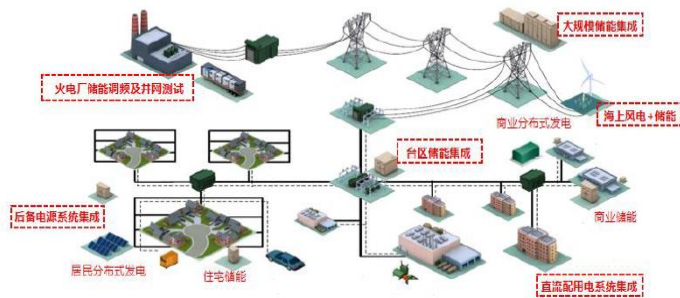 大规模储能集成
火电厂储能调频及并网测试
海上风电+储能
商业分布式发电
台区储能集成
后备电源系统集成
商业储能
居民分布式发电
住宅储能
直流配用电系统集成